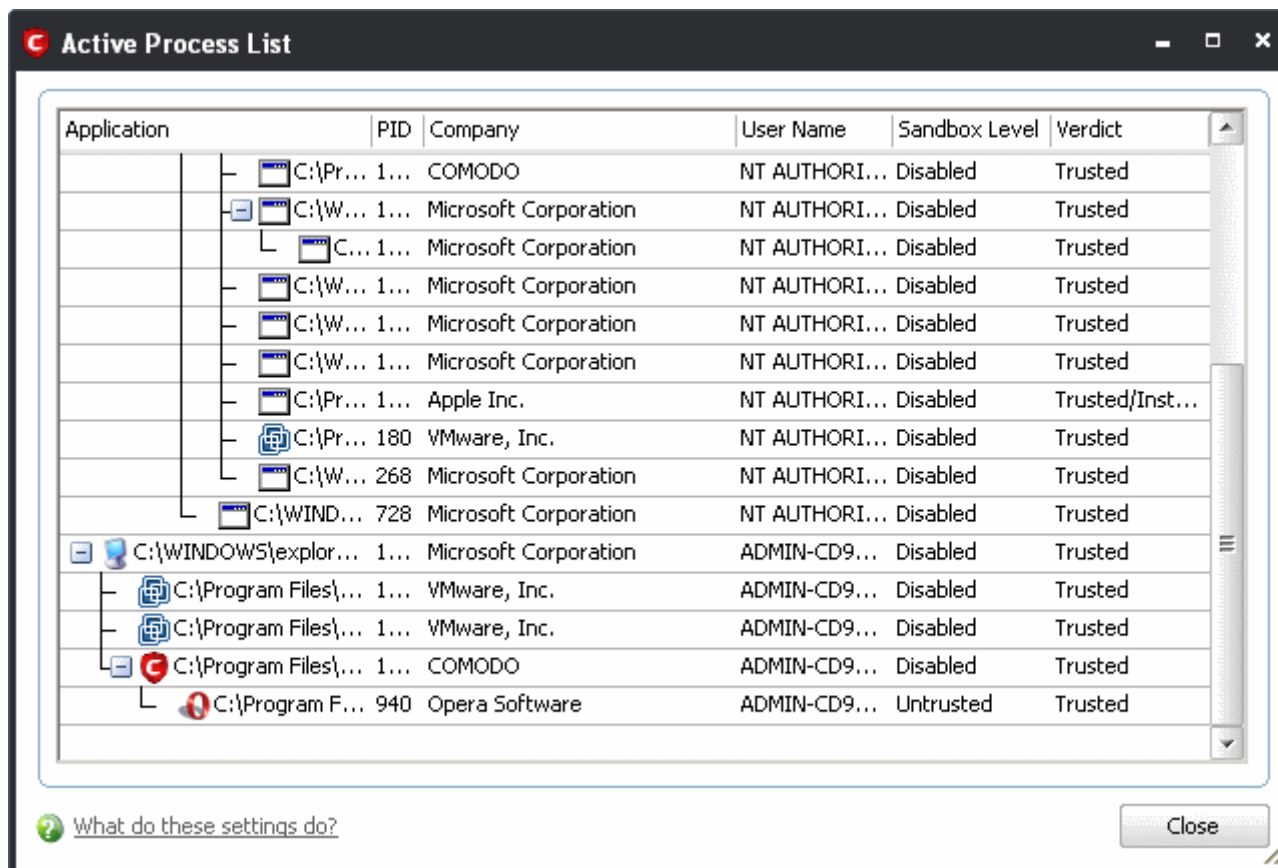 Active Process List
Application PID Company User Name Sandbox Level Verdict
C:\Pr... 1... COMODO NT AUTHORI... Disabled Trusted
C:\W... 1... Microsoft Corporation NT AUTHORI... Disabled Trusted
C... 1... Microsoft Corporation NT AUTHORI... Disabled Trusted
C:\W... 1... Microsoft Corporation NT AUTHORI... Disabled Trusted
C:\W... 1... Microsoft Corporation NT AUTHORI... Disabled Trusted
C:\W... 1... Microsoft Corporation NT AUTHORI... Disabled Trusted
C:\Pr... 1... Apple Inc. NT AUTHORI... Disabled Trusted/Inst...
C:\Pr... 180 VMware, Inc. NT AUTHORI... Disabled Trusted
C:\W... 268 Microsoft Corporation NT AUTHORI... Disabled Trusted
C:\WIND... 728 Microsoft Corporation NT AUTHORI... Disabled Trusted
C:\WINDOWS\explor... 1... Microsoft Corporation ADMIN-CD9... Disabled Trusted
C:\Program Files\... 1... VMware, Inc. ADMIN-CD9... Disabled Trusted
C:\Program Files\... 1... VMware, Inc. ADMIN-CD9... Disabled Trusted
C:\Program Files\... 1... COMODO ADMIN-CD9... Disabled Trusted
C:\Program F... 940 Opera Software ADMIN-CD9... Untrusted Trusted
What do these settings do?
Close